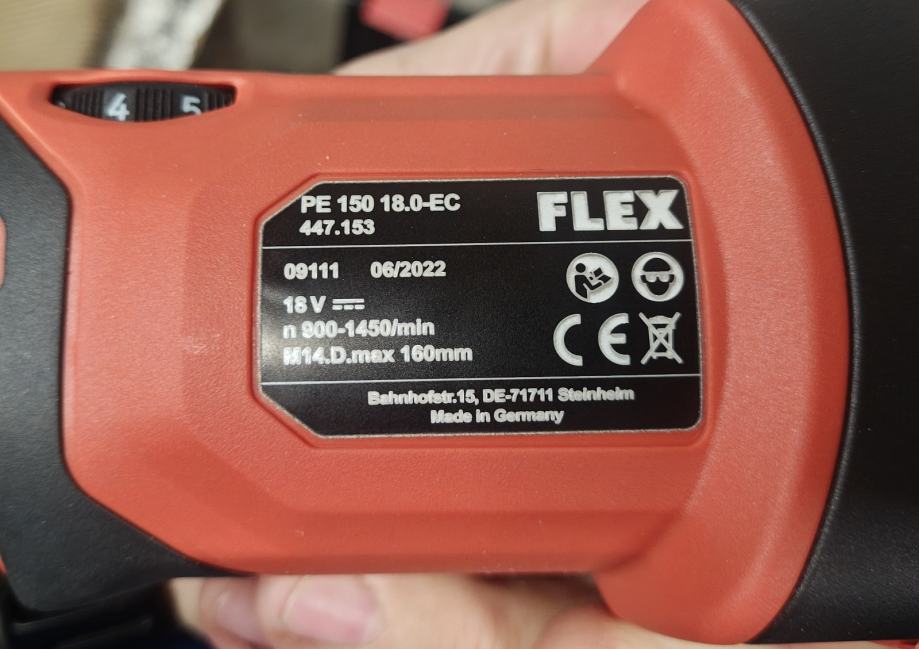 4 5
PE 150 18.0-EC
447.153
FLEX
09111 06/2022
18 V
n 900-1450/min
M14.D.max 160mm
CE
Bahnhofstr.15, DE-71711 Steinheim
Made in Germany